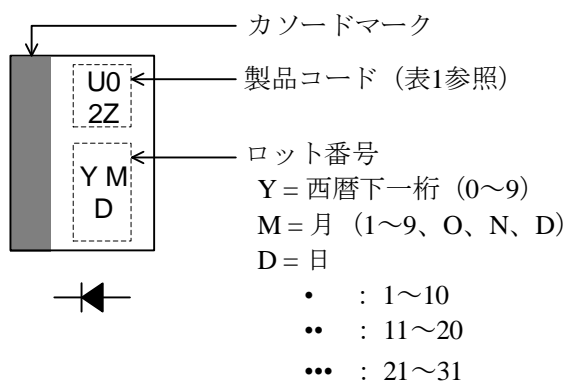 カソードマーク
U0
2Z
製品コード（表1参照）
ロット番号
Y M
D
Y = 西暦下一桁（0～9）
M = 月（1～9、O、N、D）
D = 日
• : 1～10
•• : 11～20
••• : 21～31